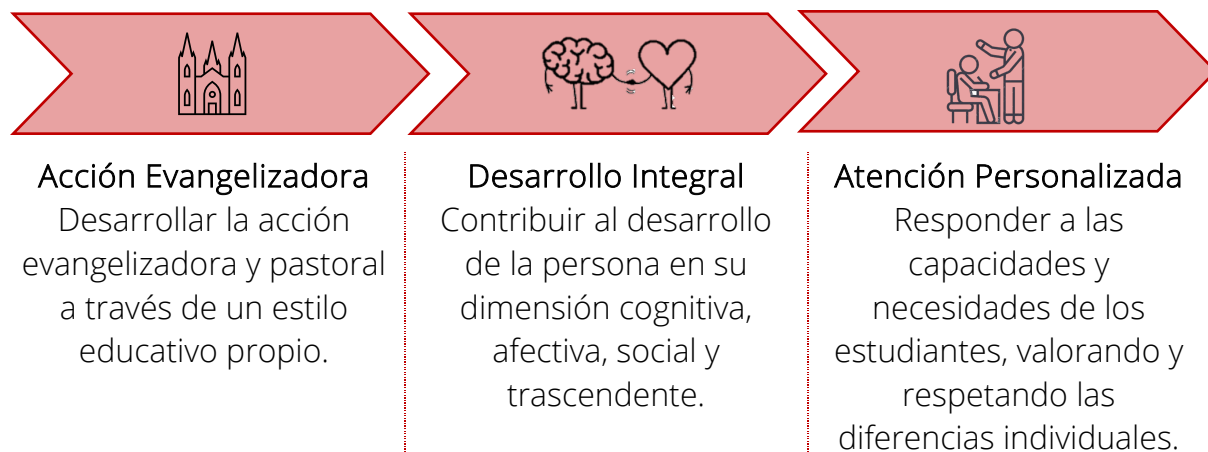 Acción Evangelizadora
Desarrollar la acción
evangelizadora y pastoral
a través de un estilo
educativo propio.
Desarrollo Integral
Contribuir al desarrollo
de la persona en su
dimensión cognitiva,
afectiva, social y
trascendente.
Atención Personalizada
Responder a las
capacidades y
necesidades de los
estudiantes, valorando y
respetando las
diferencias individuales.